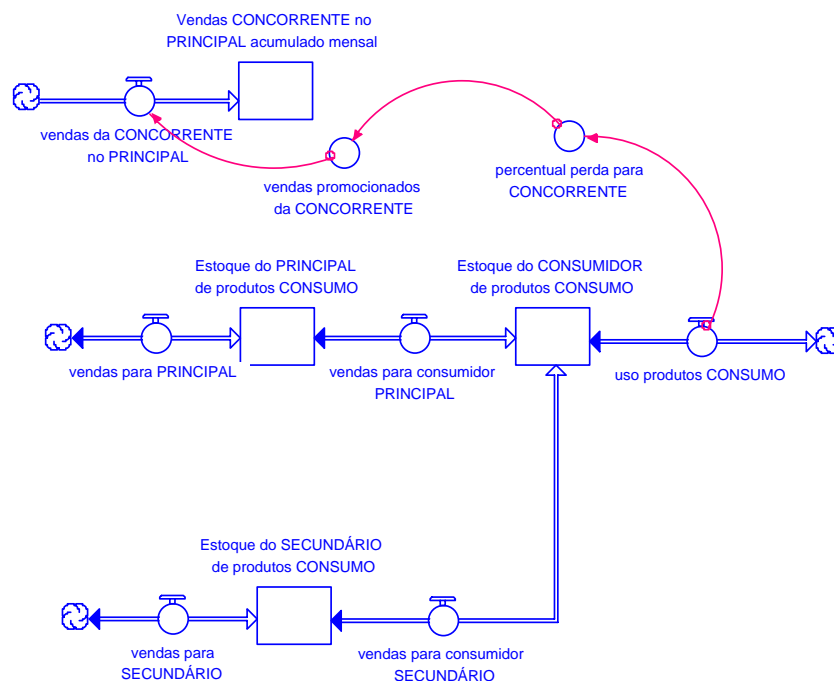 Vendas CONCORRENTE no
PRINCIPAL acumulado mensal
vendas da CONCORRENTE
no PRINCIPAL
vendas promocionados
da CONCORRENTE
percentual perda para
CONCORRENTE
Estoque do PRINCIPAL
de produtos CONSUMO
Estoque do CONSUMIDOR
de produtos CONSUMO
vendas para PRINCIPAL
vendas para consumidor
PRINCIPAL
uso produtos CONSUMO
Estoque do SECUNDÁRIO
de produtos CONSUMO
vendas para
SECUNDÁRIO
vendas para consumidor
SECUNDÁRIO